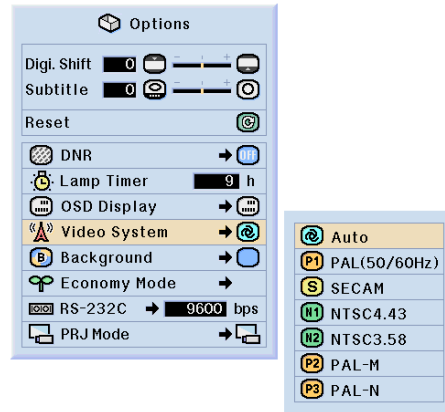 Options
Digi. Shift 0 - +
Subtitle 0 - +
Reset
DNR OFF
Lamp Timer 9 h
OSD Display
Video System
B Background
Economy Mode
RS-232C 9600 bps
PRJ Mode
Auto
P1 PAL(50/60Hz)
S SECAM
N1 NTSC4.43
N2 NTSC3.58
P2 PAL-M
P3 PAL-N